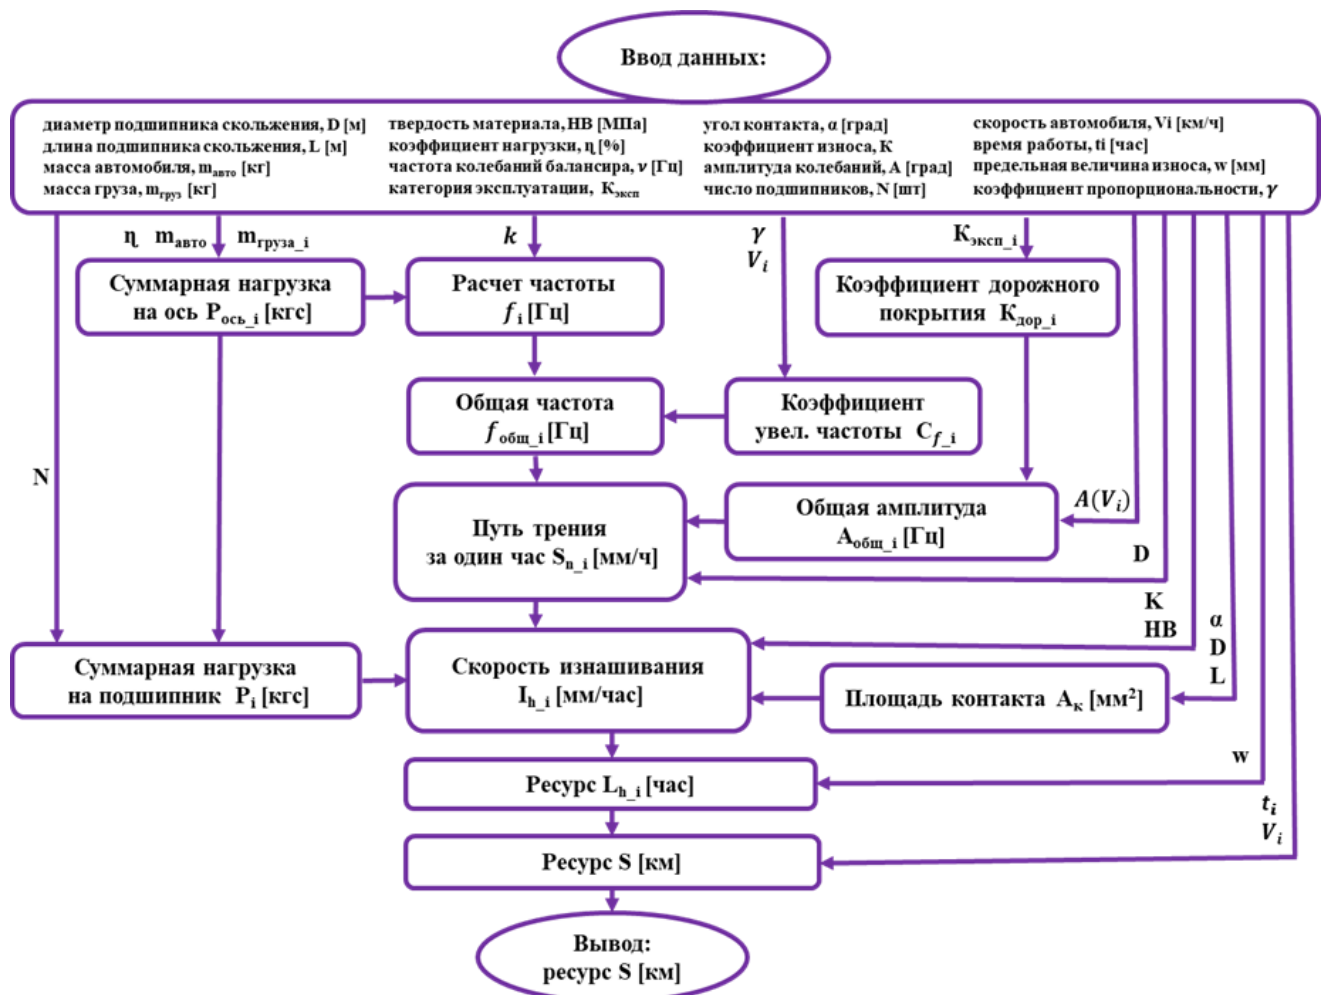 Ввод данных:
диаметр подшипника скольжения, D [м]
длина подшипника скольжения, L [м]
масса автомобиля, mавто [кг]
масса груза, mгруз [кг]
твердость материала, HB [МПа]
коэффициент нагрузки, η [%]
частота колебаний балансира, ν [Гц]
категория эксплуатации, Kэксп
угол контакта, α [град]
коэффициент износа, K
амплитуда колебаний, A [град]
число подшипников, N [шт]
скорость автомобиля, Vi [км/ч]
время работы, ti [час]
предельная величина износа, w [мм]
коэффициент пропорциональности, γ
η mавто mгруза_i
k
γ
Vi
Kэксп_i
Суммарная нагрузка
на ось Pось_i [кгс]
Расчет частоты
fi [Гц]
Коэффициент дорожного
покрытия Kдор_i
Общая частота
fобщ_i [Гц]
Коэффициент
увел. частоты Cf_i
N
Путь трения
за один час Sn_i [мм/ч]
Общая амплитуда
Aобщ_i [Гц]
A(Vi)
D
K
HB
α
D
L
Суммарная нагрузка
на подшипник Pi [кгс]
Скорость изнашивания
Ih_i [мм/час]
Площадь контакта Aк [мм²]
Ресурс Lh_i [час]
w
ti
Vi
Ресурс S [км]
Вывод:
ресурс S [км]